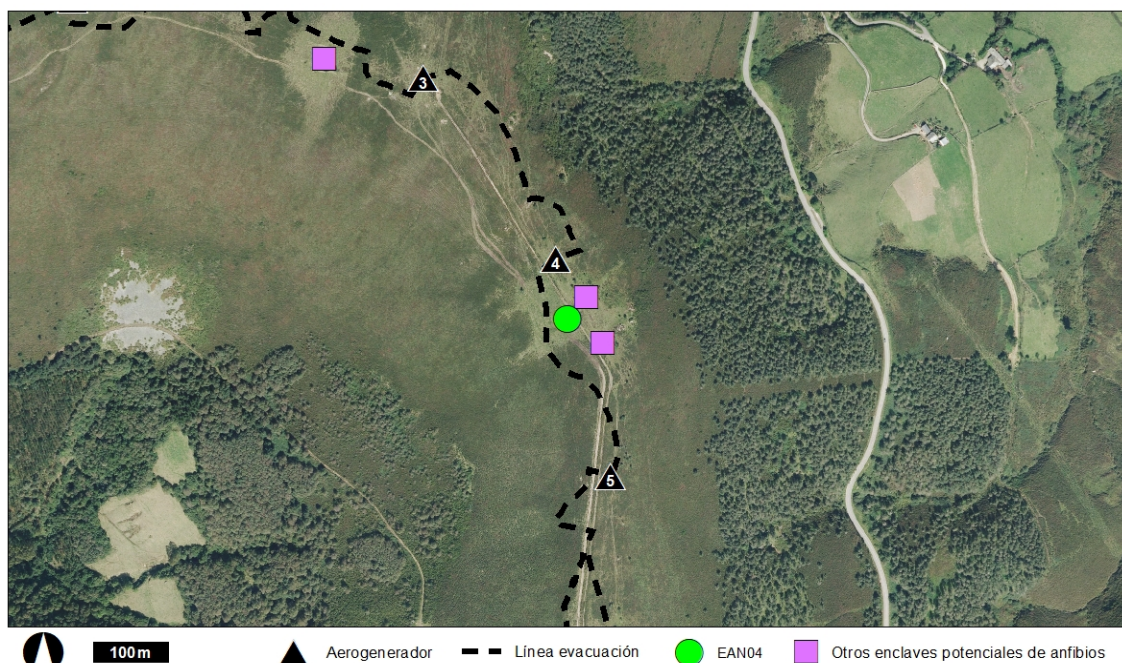 3
4
5
100 m
Aerogenerador
Línea evacuación
EAN04
Otros enclaves potenciales de anfibios